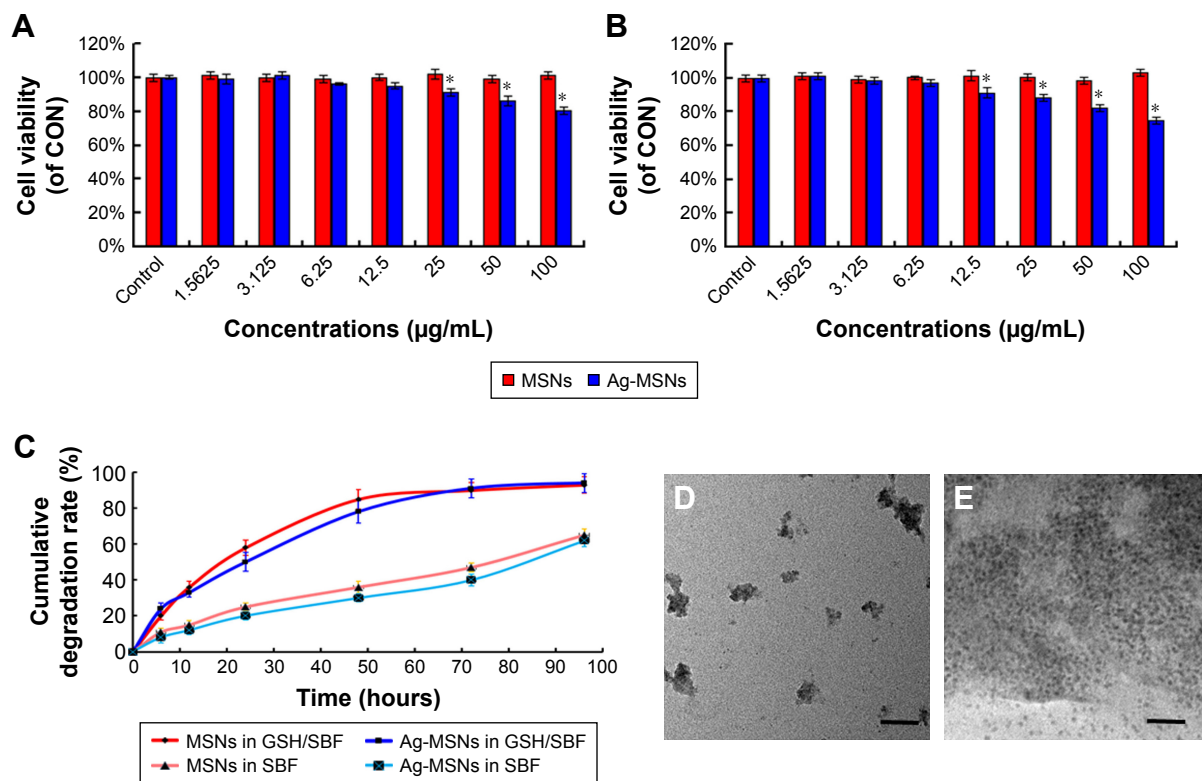 A
120%
100%
80%
60%
40%
20%
0%
Cell viability
(of CON)
*
*
*
Control
1.5625
3.125
6.25
12.5
25
50
100
Concentrations (µg/mL)
B
120%
100%
80%
60%
40%
20%
0%
Cell viability
(of CON)
*
*
*
*
Control
1.5625
3.125
6.25
12.5
25
50
100
Concentrations (µg/mL)
MSNs Ag-MSNs
C
100
80
60
40
20
0
Cumulative
degradation rate (%)
0 10 20 30 40 50 60 70 80 90 100
Time (hours)
MSNs in GSH/SBF Ag-MSNs in GSH/SBF
MSNs in SBF Ag-MSNs in SBF
D
E